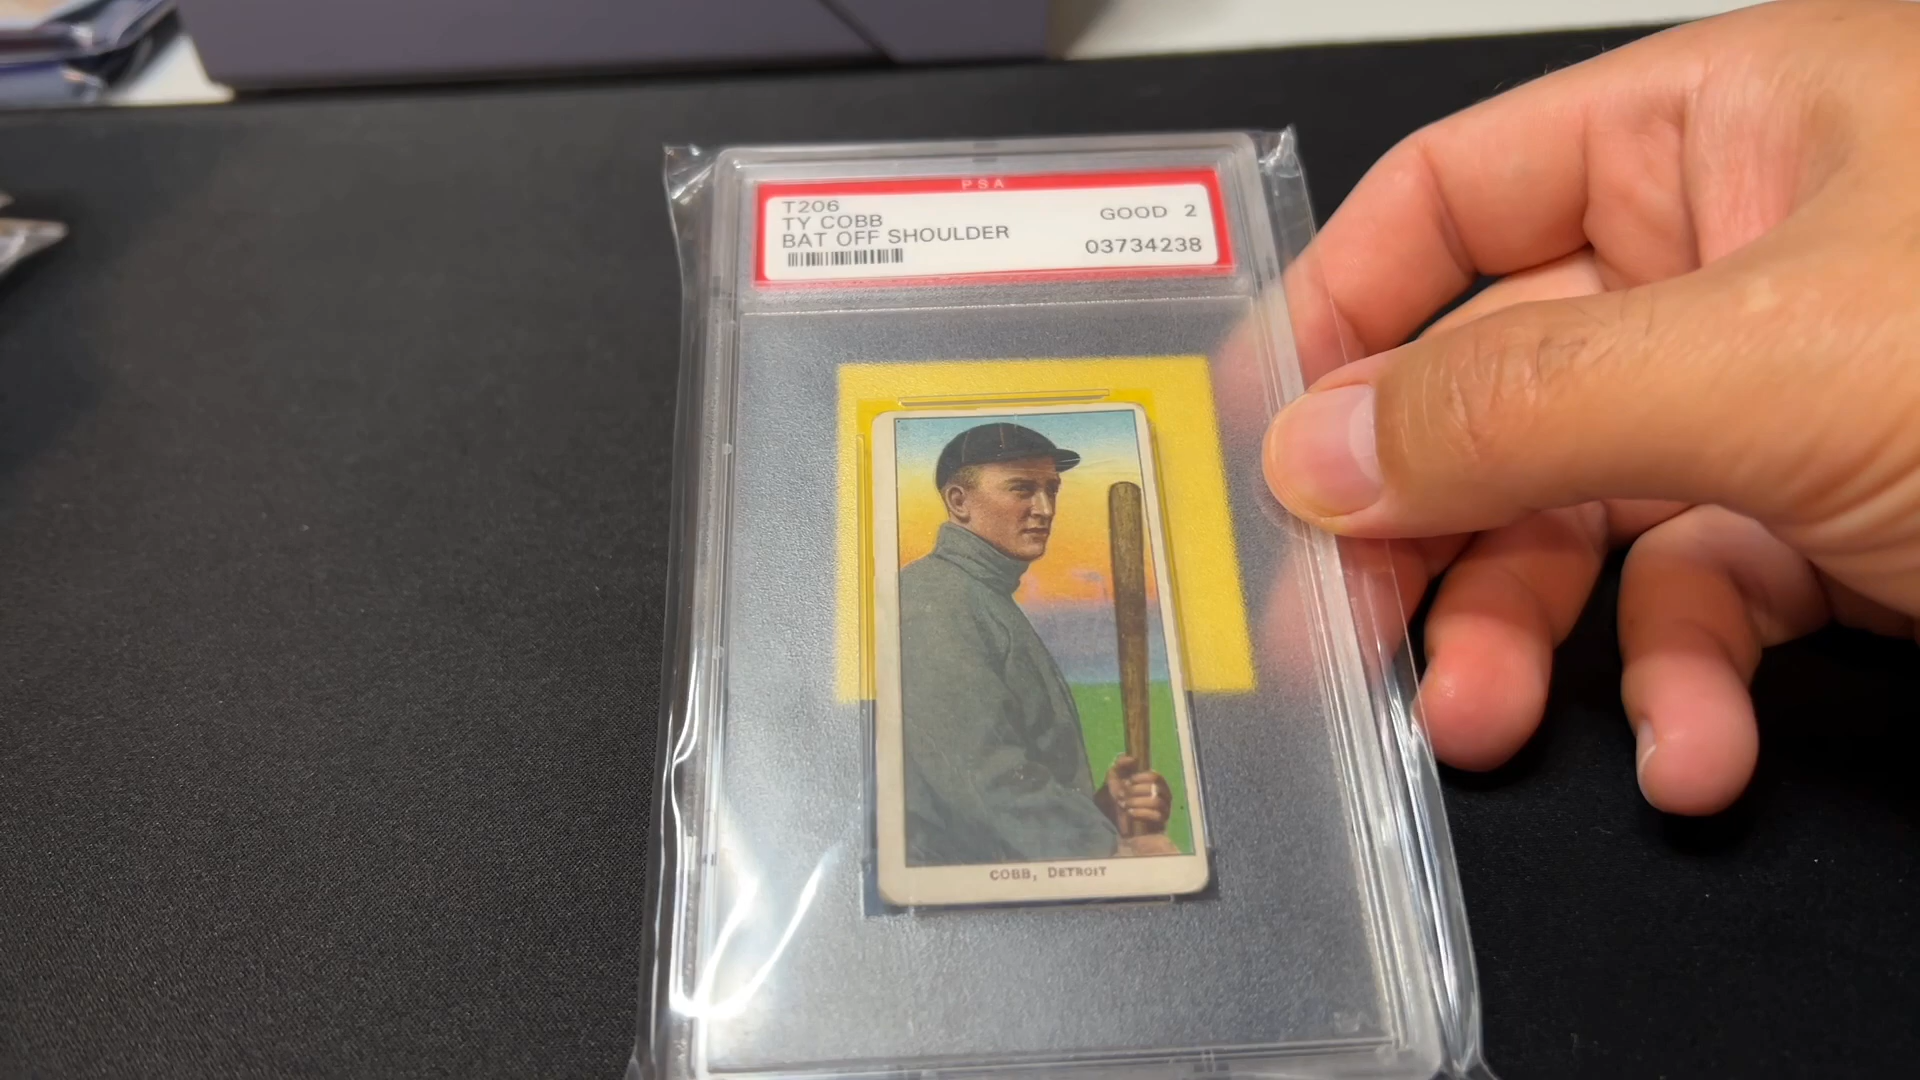 PSA
T206
TY COBB
BAT OFF SHOULDER
GOOD 2
03734238
COBB, DETROIT